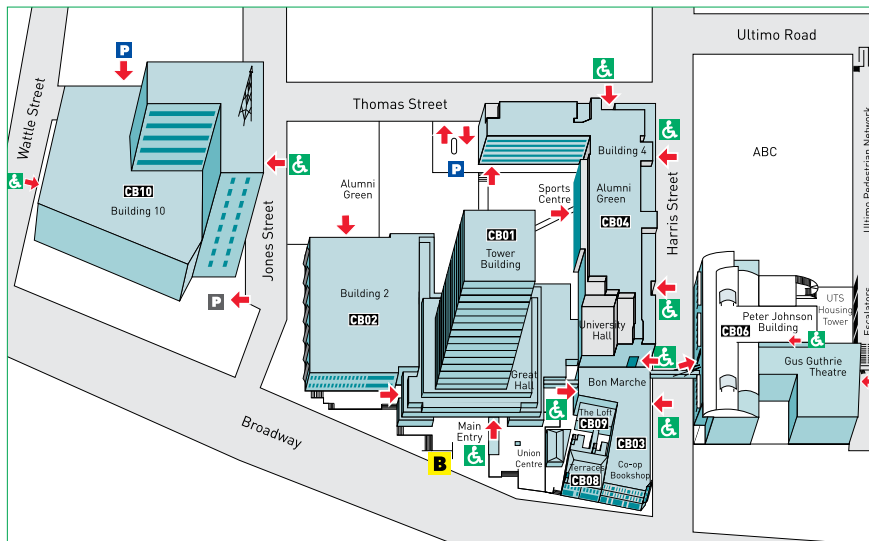 Ultimo Road
P
Thomas Street
Wattle Street
Building 4
ABC
P
Alumni
Green
Sports
Centre
Alumni
Green
CB04
CB10
Building 10
Jones Street
Harris Street
Ultimo Pedestrian Network
CB01
Tower
Building
Building 2
CB02
P
University
Hall
UTS
Housing
Tower
Peter Johnson
Building
CB06
Escalators
Gus Guthrie
Theatre
Great
Hall
Bon Marche
The Loft
CB09
Main
Entry
Broadway
CB03
Union
Centre
B
Terraces
CB08
Co-op
Bookshop